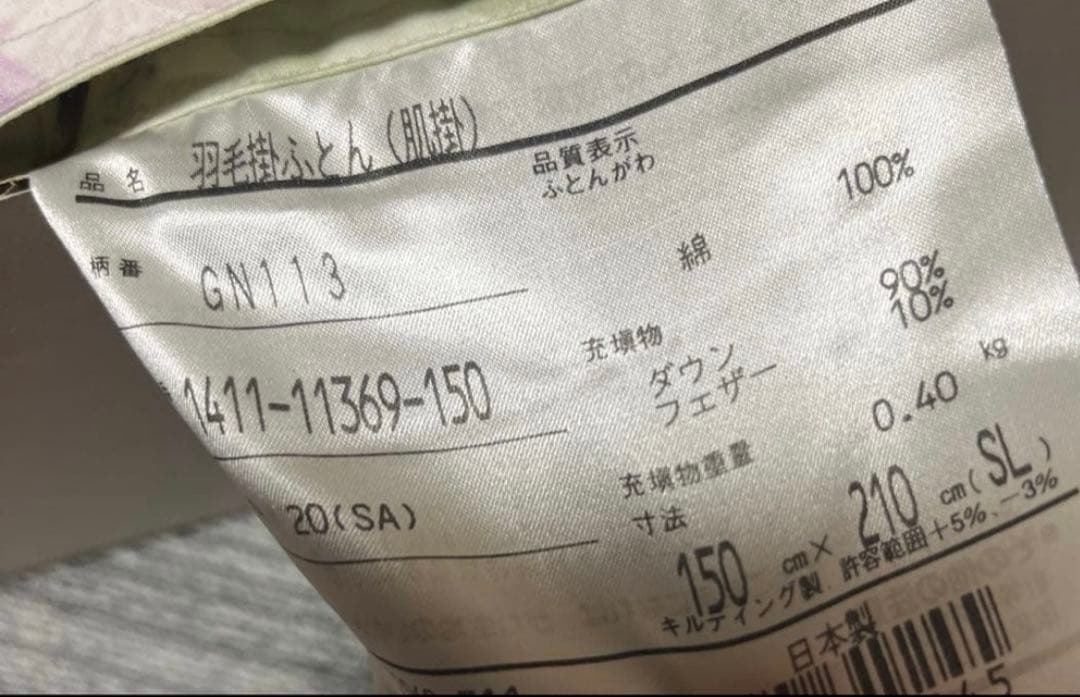 品名 羽毛掛ふとん(肌掛)
柄番 GN113
1411-11369-150
20(SA)
品質表示
ふとんがわ
綿 100%
充塡物
ダウン 90%
フェザー 10%
充塡物重量 0.40 kg
寸法
150 cm× 210 cm(SL)
キルティング製. 許容範囲+5%、-3%
日本製